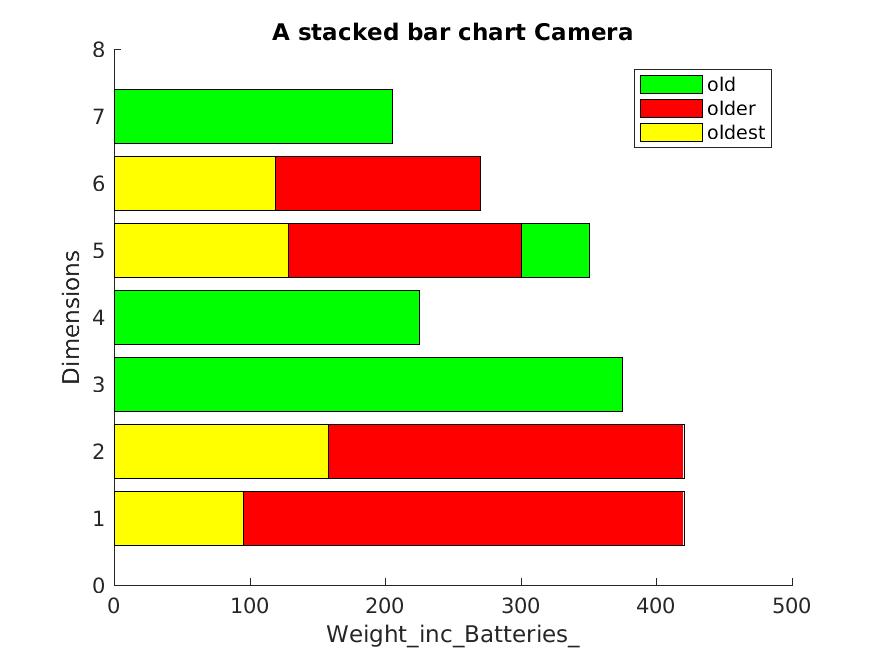 A stacked bar chart Camera
8
7
6
5
4
3
2
1
0
Dimensions
old
older
oldest
0 100 200 300 400 500
Weight_inc_Batteries_